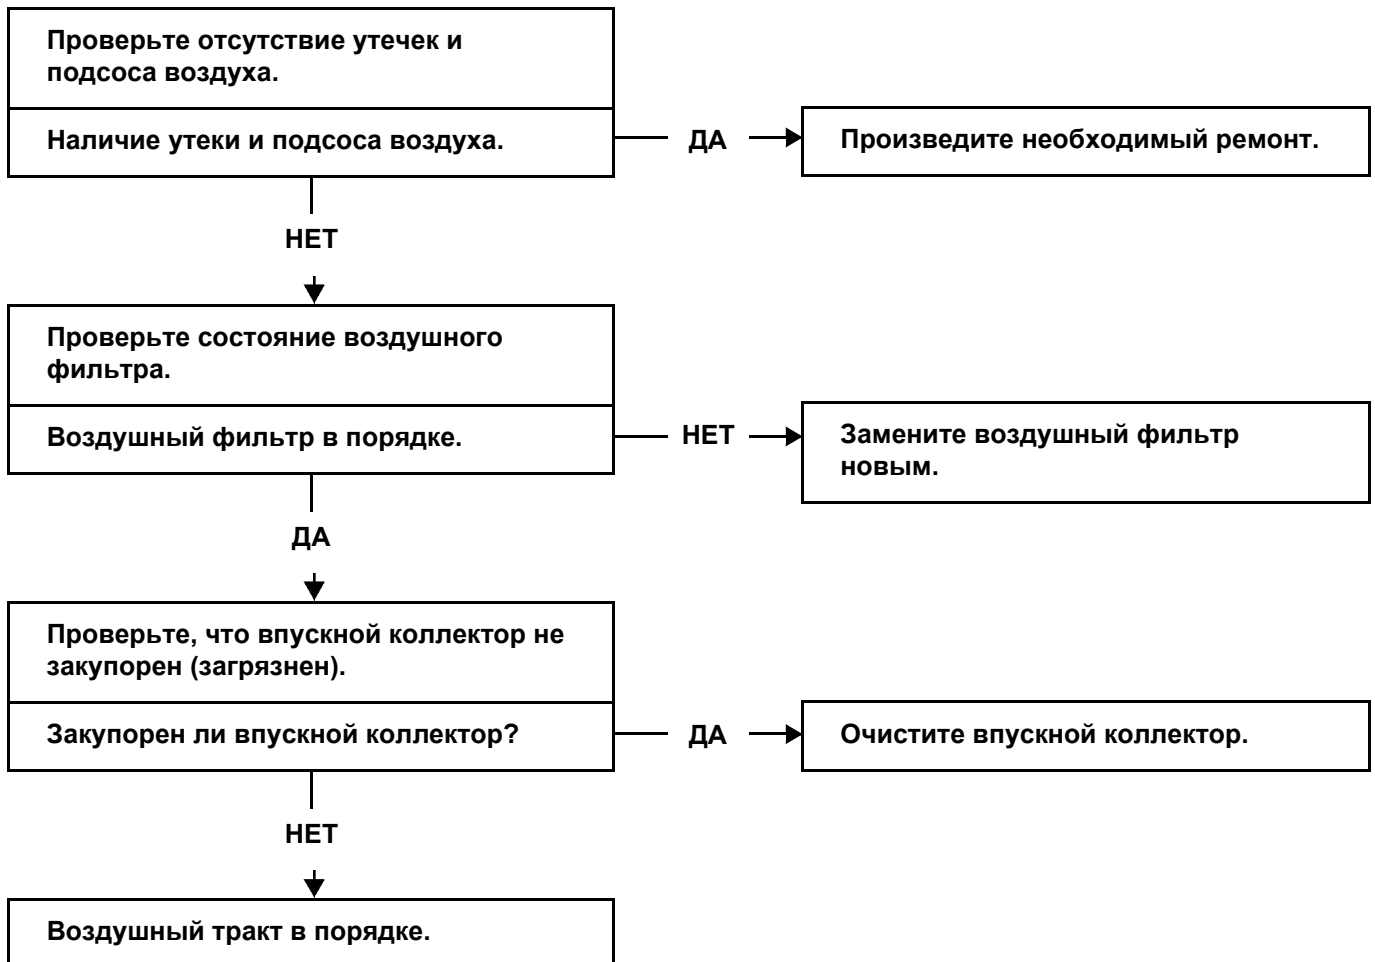 Проверьте отсутствие утечек и
подсоса воздуха.
Наличие утеки и подсоса воздуха.
ДА
Произведите необходимый ремонт.
НЕТ
Проверьте состояние воздушного
фильтра.
Воздушный фильтр в порядке.
НЕТ
Замените воздушный фильтр
новым.
ДА
Проверьте, что впускной коллектор не
закупорен (загрязнен).
Закупорен ли впускной коллектор?
ДА
Очистите впускной коллектор.
НЕТ
Воздушный тракт в порядке.